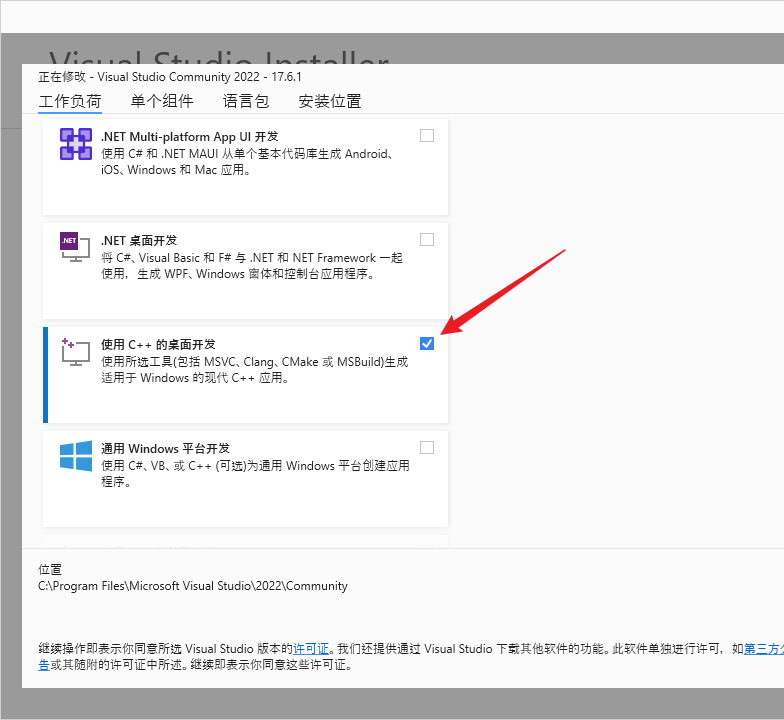 Visual Studio Installer
正在修改 - Visual Studio Community 2022 - 17.6.1
工作负荷 单个组件 语言包 安装位置
.NET Multi-platform App UI 开发
使用 C# 和 .NET MAUI 从单个基本代码库生成 Android、
iOS、Windows 和 Mac 应用。
.NET
.NET 桌面开发
将 C#、Visual Basic 和 F# 与 .NET 和 NET Framework 一起
使用，生成 WPF、Windows 窗体和控制台应用程序。
使用 C++ 的桌面开发
使用所选工具(包括 MSVC、Clang、CMake 或 MSBuild)生成
适用于 Windows 的现代 C++ 应用。
通用 Windows 平台开发
使用 C#、VB、或 C++ (可选)为通用 Windows 平台创建应用
程序。
位置
C:\Program Files\Microsoft Visual Studio\2022\Community
继续操作即表示你同意所选 Visual Studio 版本的许可证。我们还提供通过 Visual Studio 下载其他软件的功能。此软件单独进行许可，如第三方
告或其随附的许可证中所述。继续即表示你同意这些许可证。